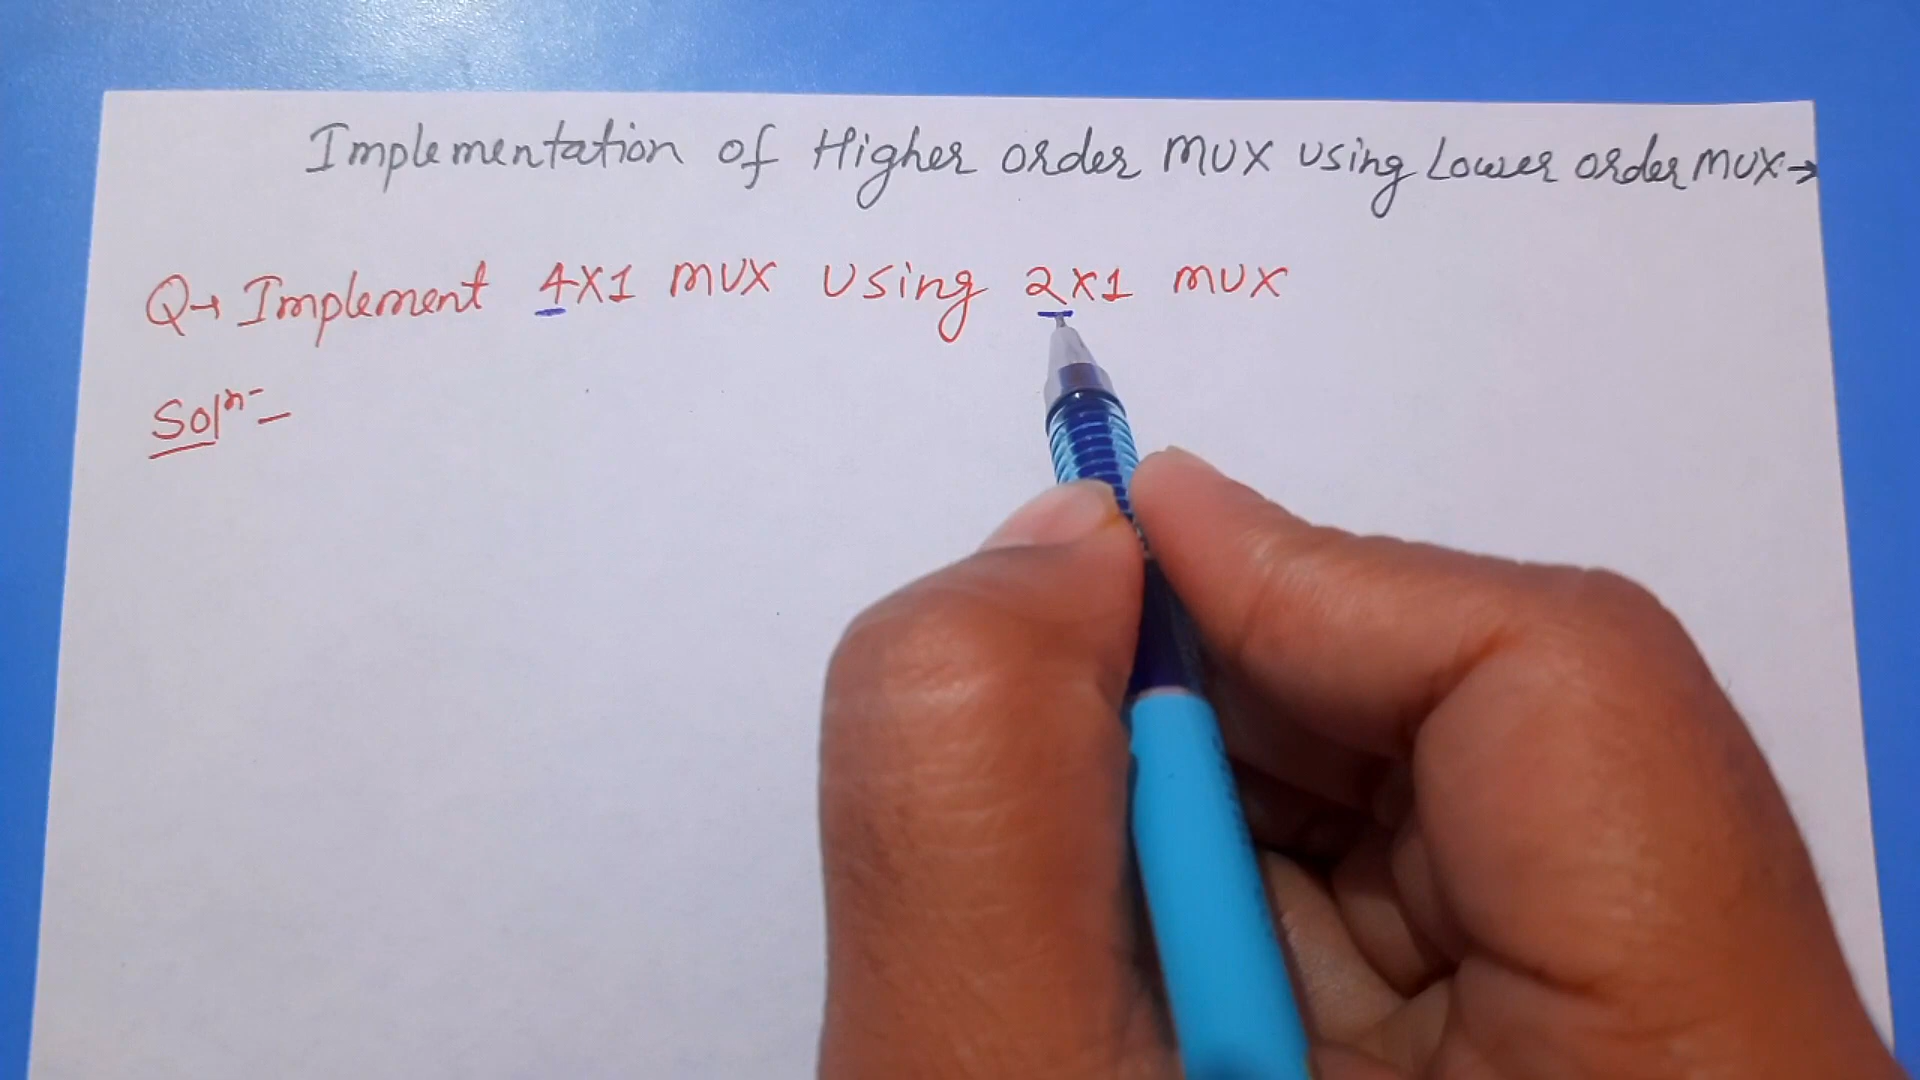 Implementation of Higher order MUX using Lower order MUX→
Q→ Implement 4X1 MUX Using 2X1 MUX
Solⁿ-